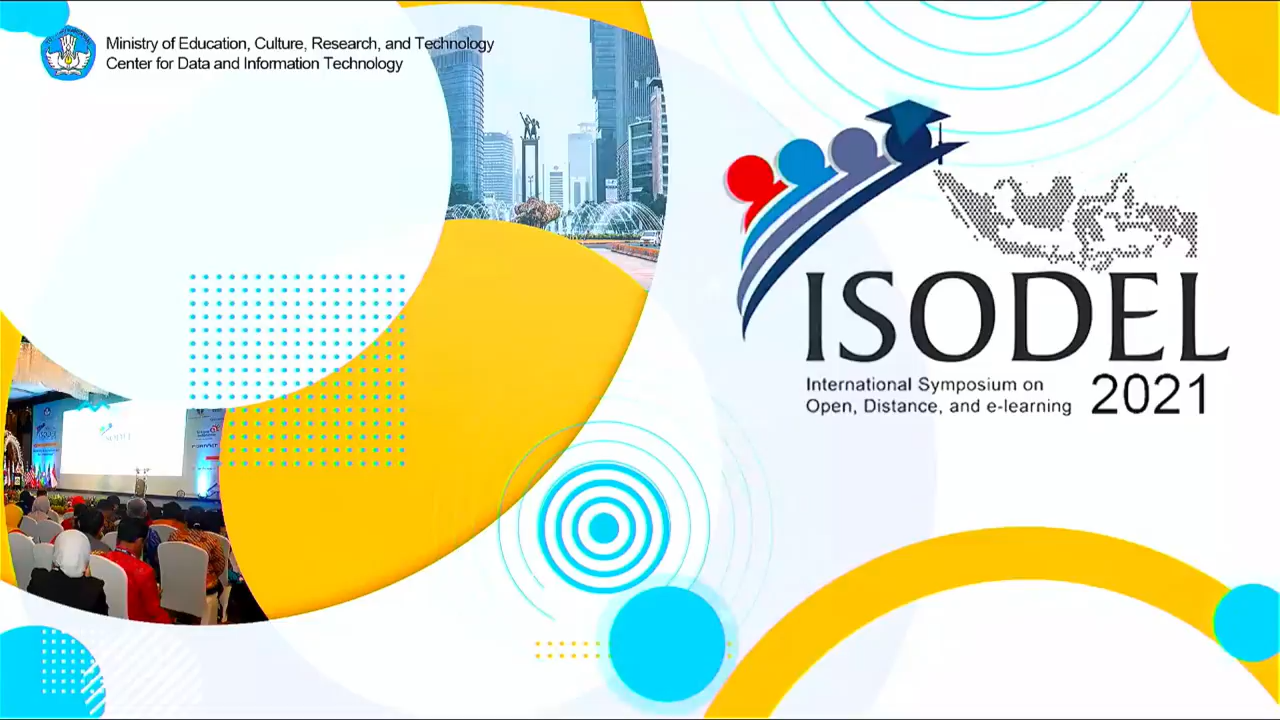 Ministry of Education, Culture, Research, and Technology
Center for Data and Information Technology
ISODEL
International Symposium on
Open, Distance, and e-learning
2021
ISODEL